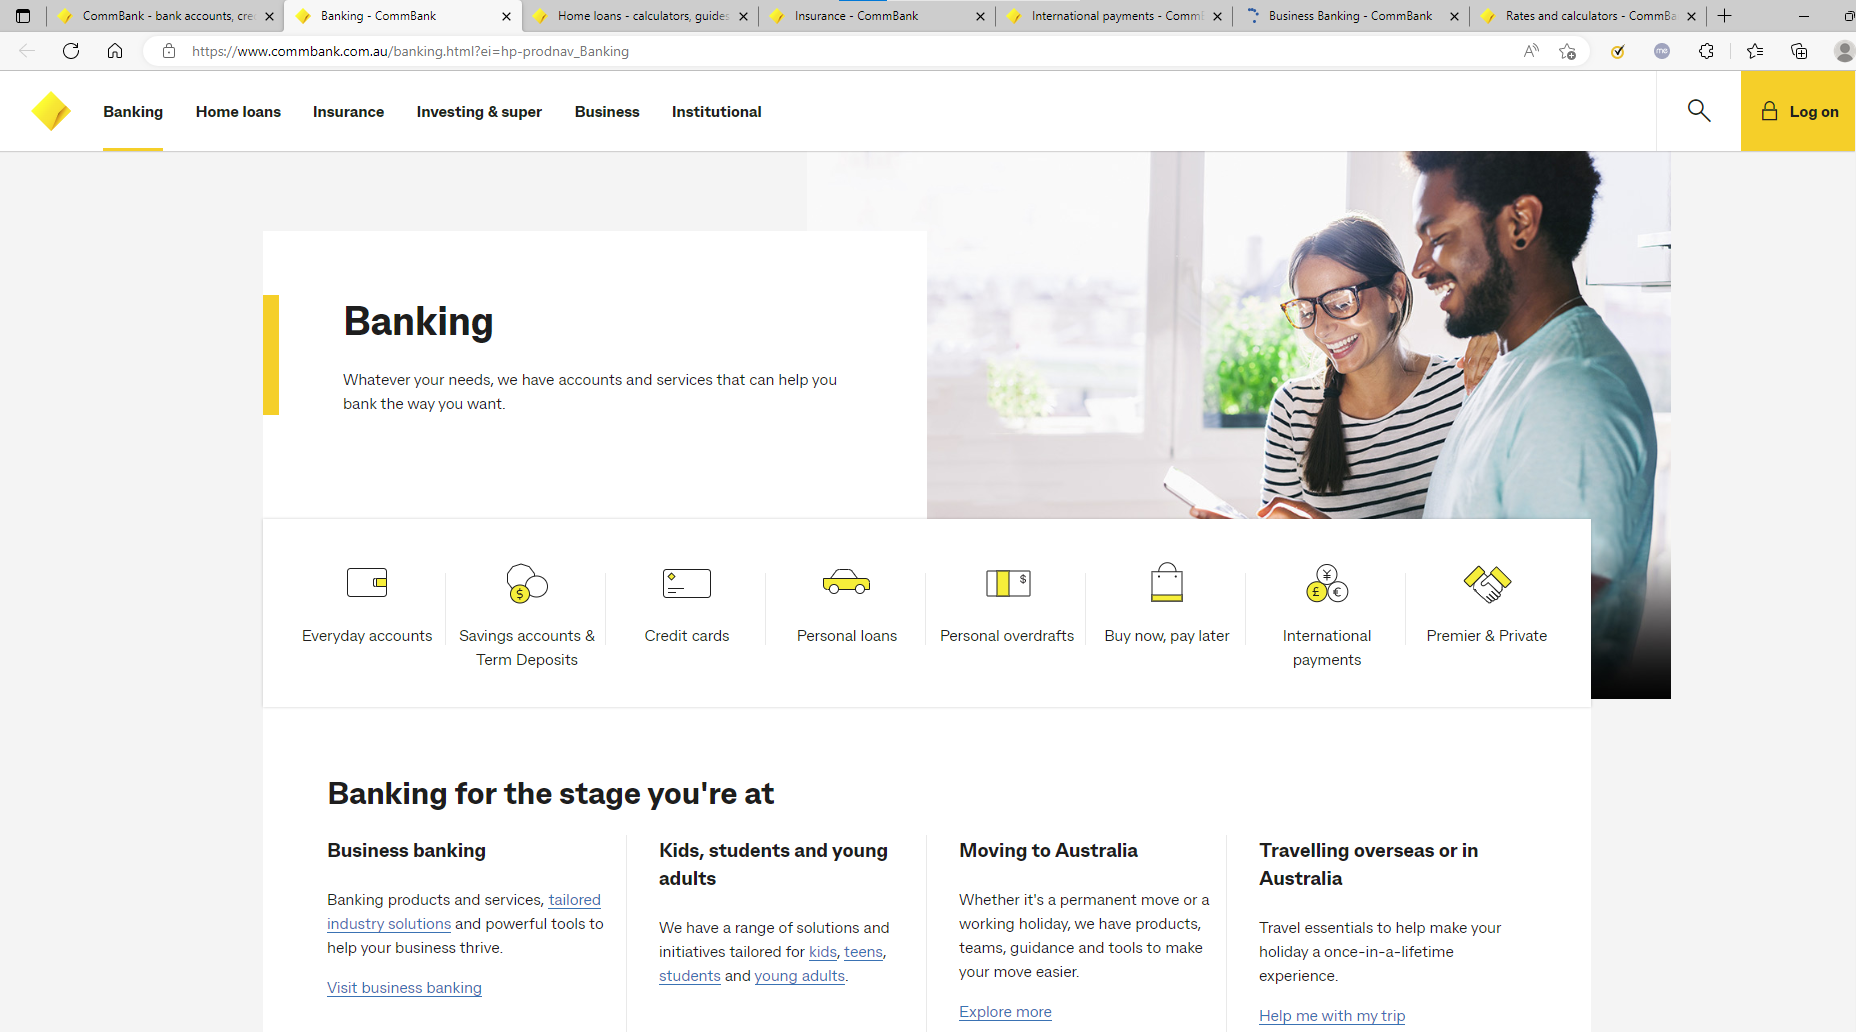 CommBank - bank accounts, cre
Banking - CommBank
Home loans - calculators, guides
Insurance - CommBank
International payments - Comm
Business Banking - CommBank
Rates and calculators - CommBa
https://www.commbank.com.au/banking.html?ei=hp-prodnav_Banking
Banking
Home loans
Insurance
Investing & super
Business
Institutional
Log on
Banking
Whatever your needs, we have accounts and services that can help you
bank the way you want.
Everyday accounts
Savings accounts &
Term Deposits
Credit cards
Personal loans
Personal overdrafts
Buy now, pay later
International
payments
Premier & Private
Banking for the stage you're at
Business banking
Banking products and services, tailored
industry solutions and powerful tools to
help your business thrive.
Visit business banking
Kids, students and young
adults
We have a range of solutions and
initiatives tailored for kids, teens,
students and young adults.
Moving to Australia
Whether it's a permanent move or a
working holiday, we have products,
teams, guidance and tools to make
your move easier.
Explore more
Travelling overseas or in
Australia
Travel essentials to help make your
holiday a once-in-a-lifetime
experience.
Help me with my trip